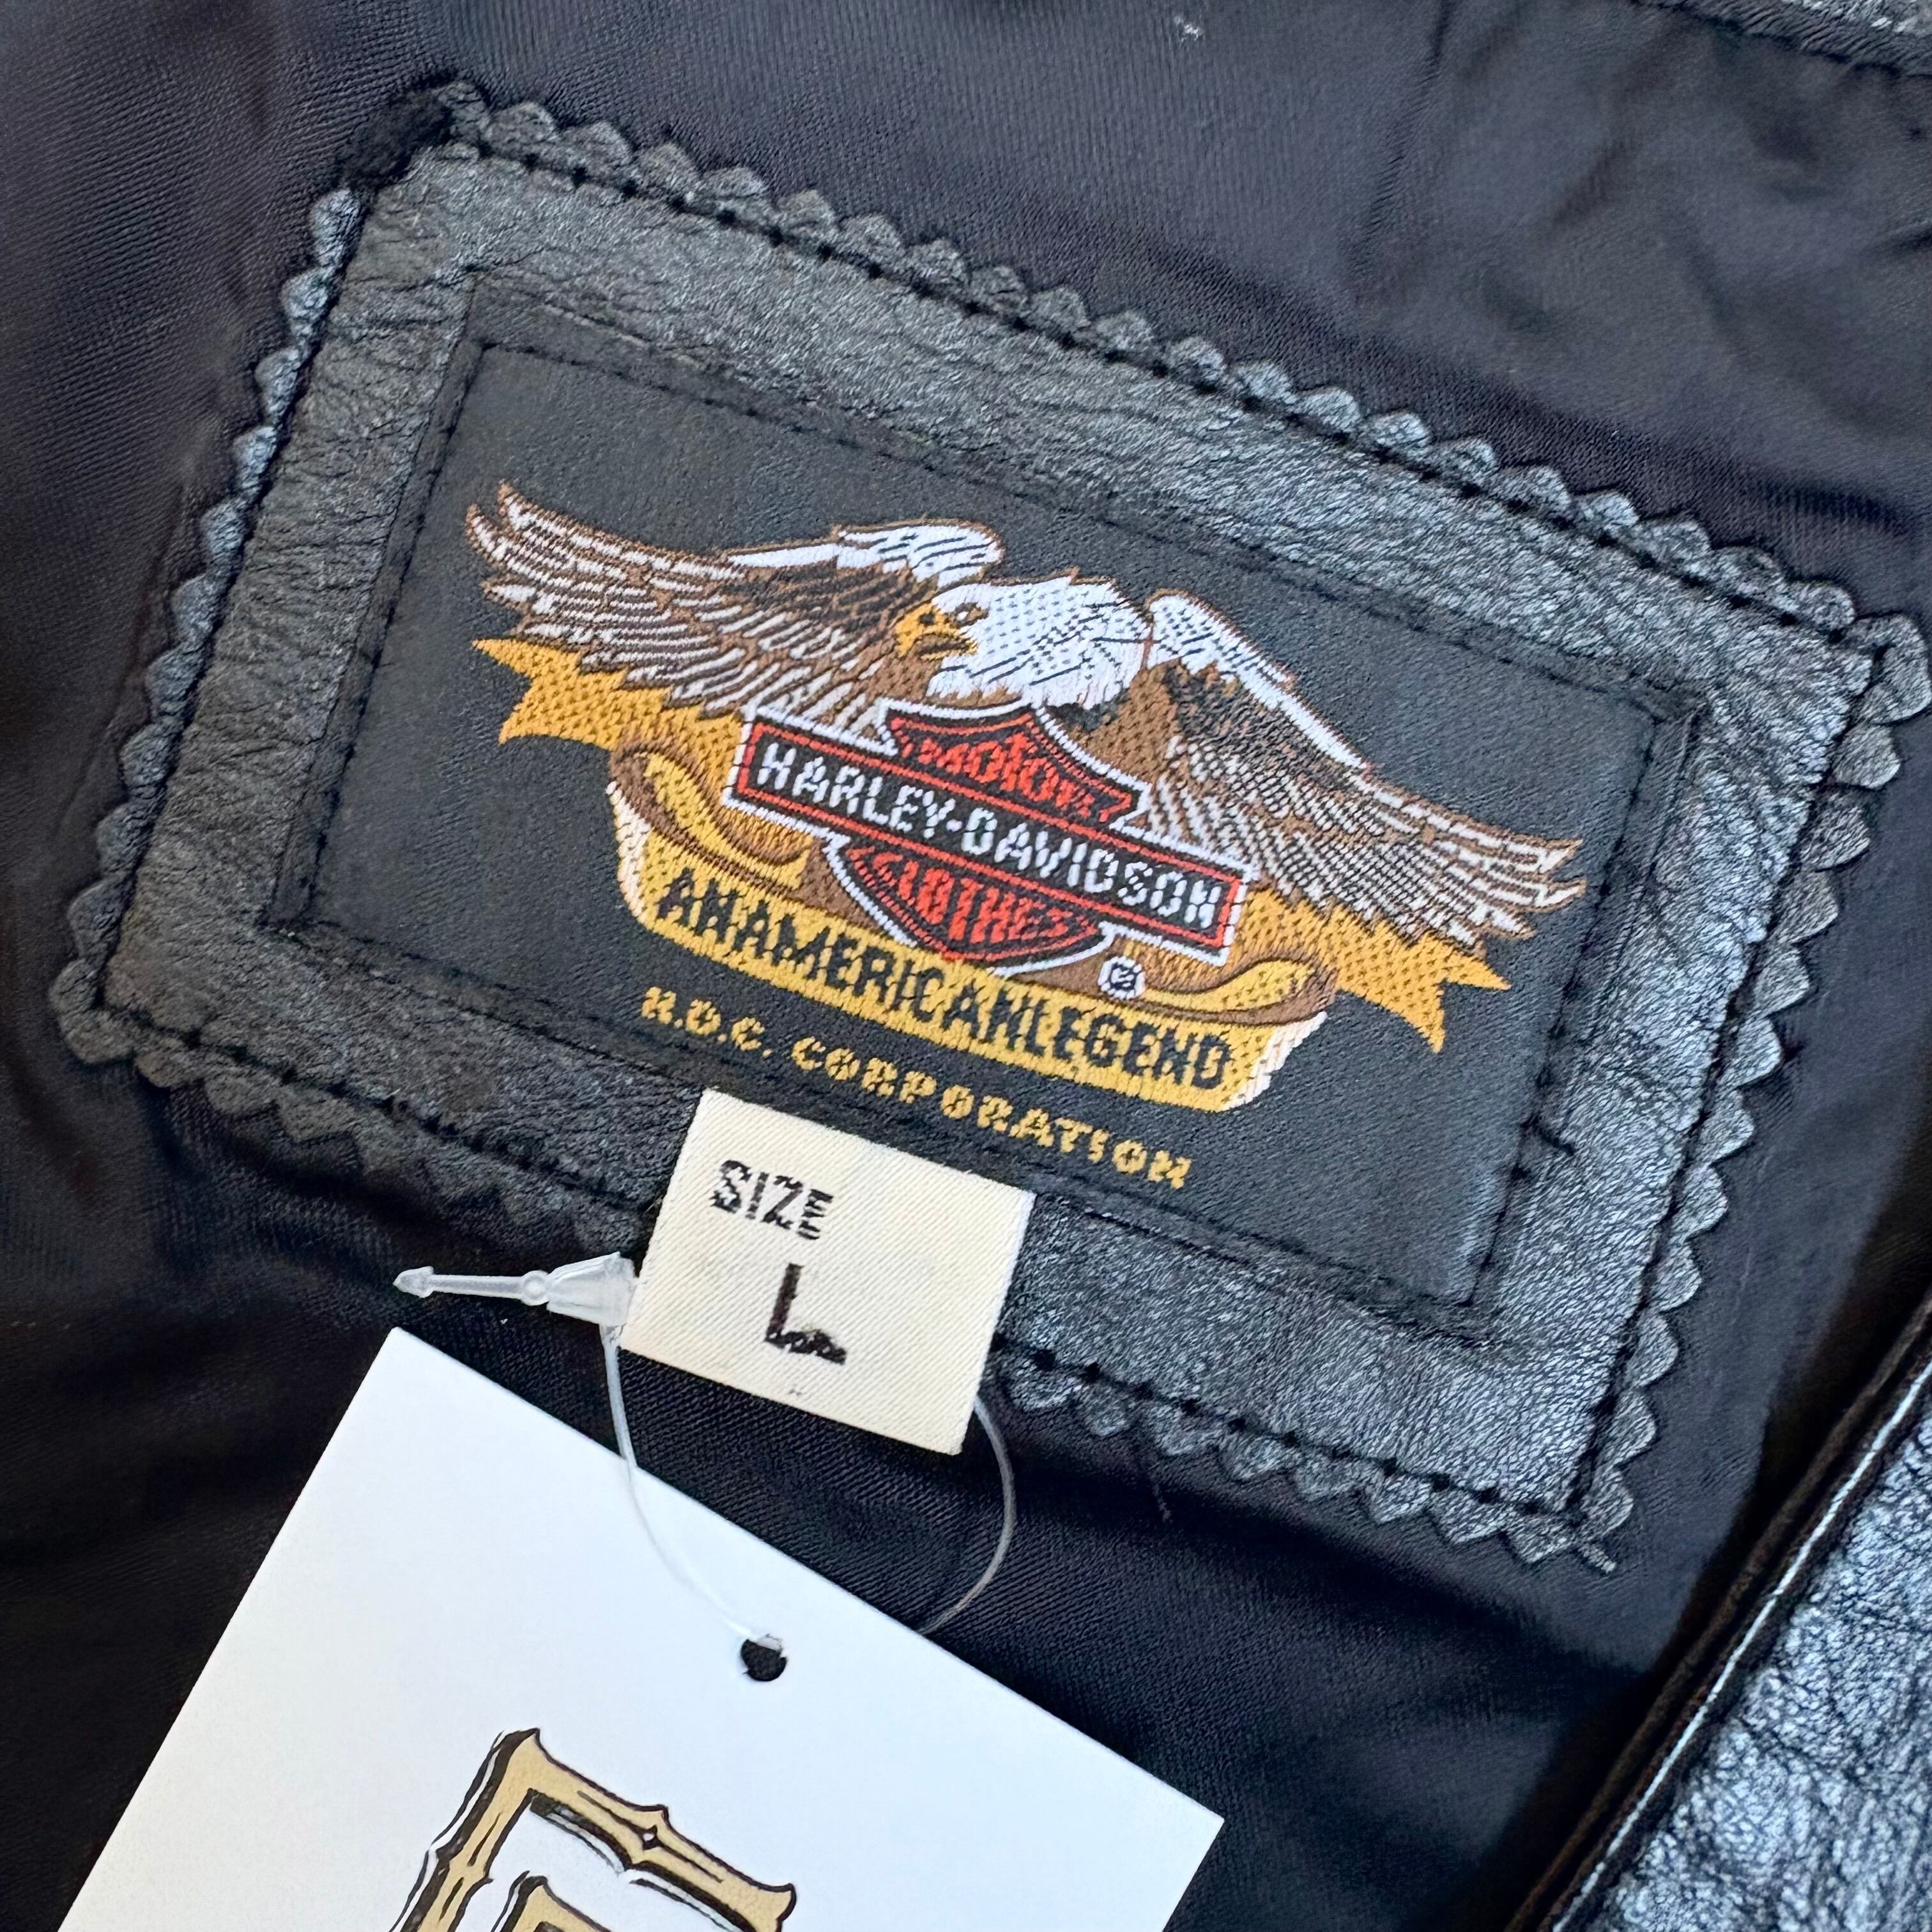 MOTOR
HARLEY-DAVIDSON
CLOTHES
AN AMERICAN LEGEND
®
H.D.C. CORPORATION
SIZE
L